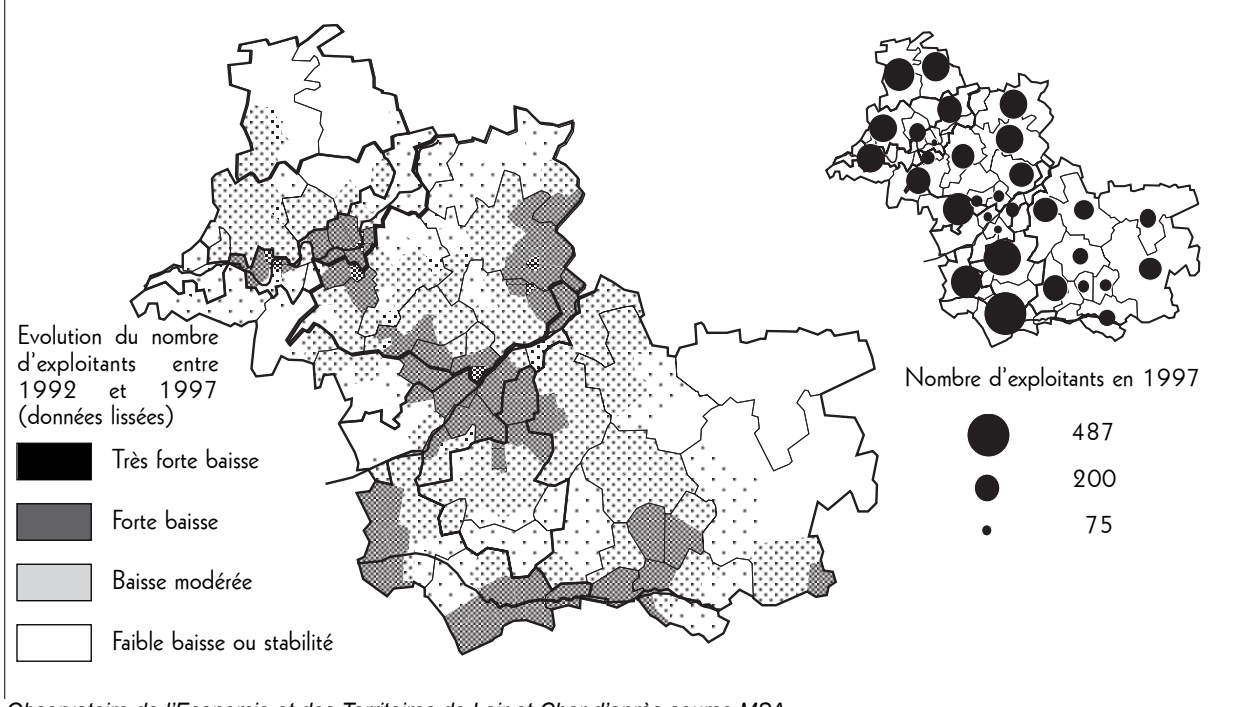 Evolution du nombre
d'exploitants entre
1992 et 1997
(données lissées)
Très forte baisse
Forte baisse
Baisse modérée
Faible baisse ou stabilité
Nombre d'exploitants en 1997
487
200
75
Observatoire de l'Economie et des Territoires de Loir-et-Cher d'après source MSA